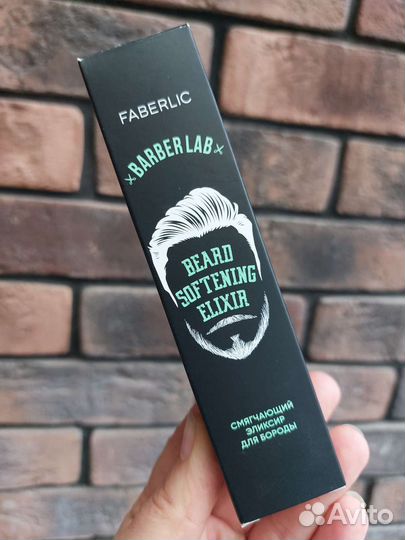 FABERLIC
×BARBER LAB×
BEARD
SOFTENING
ELIXIR
СМЯГЧАЮЩИЙ
ЭЛИКСИР
ДЛЯ БОРОДЫ
Avito